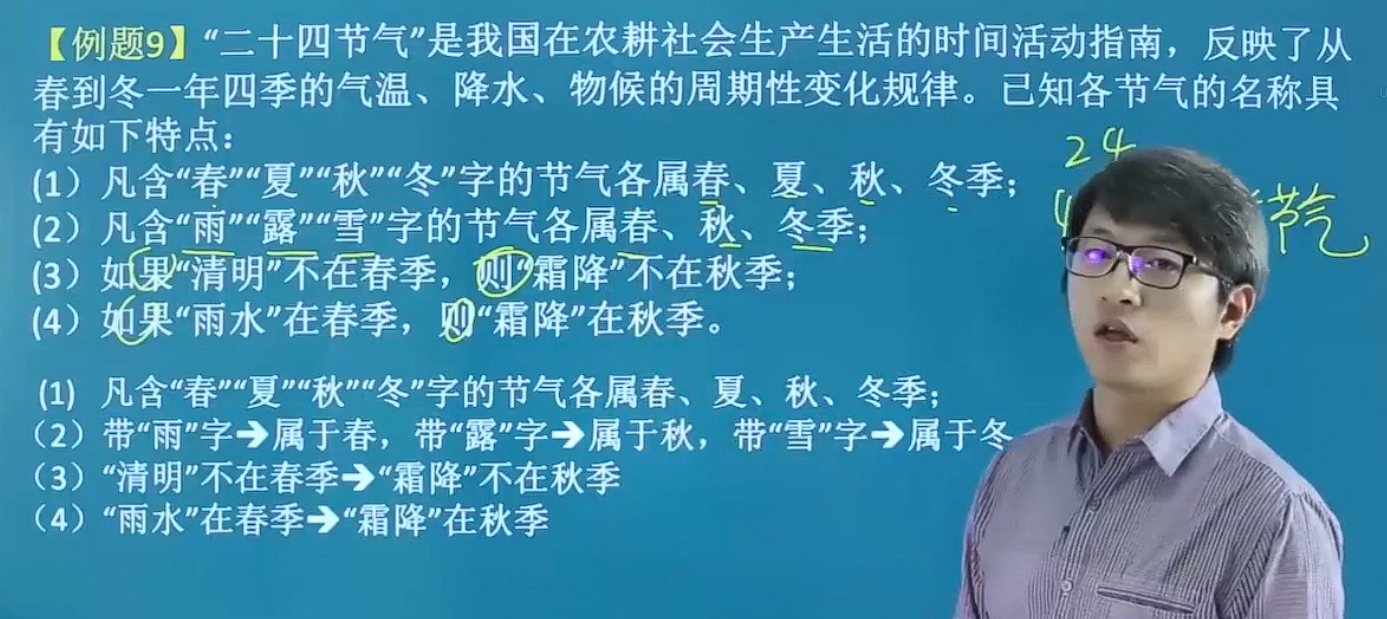 【例题9】“二十四节气”是我国在农耕社会生产生活的时间活动指南，反映了从
春到冬一年四季的气温、降水、物候的周期性变化规律。已知各节气的名称具
有如下特点：
(1）凡含“春”“夏”“秋”“冬”字的节气各属春、夏、秋、冬季；
(2）凡含“雨”“露”“雪”字的节气各属春、秋、冬季；
(3）如果“清明”不在春季，则“霜降”不在秋季；
(4）如果“雨水”在春季，则“霜降”在秋季。
24
4
节气
(1) 凡含“春”“夏”“秋”“冬”字的节气各属春、夏、秋、冬季；
（2）带“雨”字→属于春，带“露”字→属于秋，带“雪”字→属于冬
（3）“清明”不在春季→“霜降”不在秋季
（4）“雨水”在春季→“霜降”在秋季